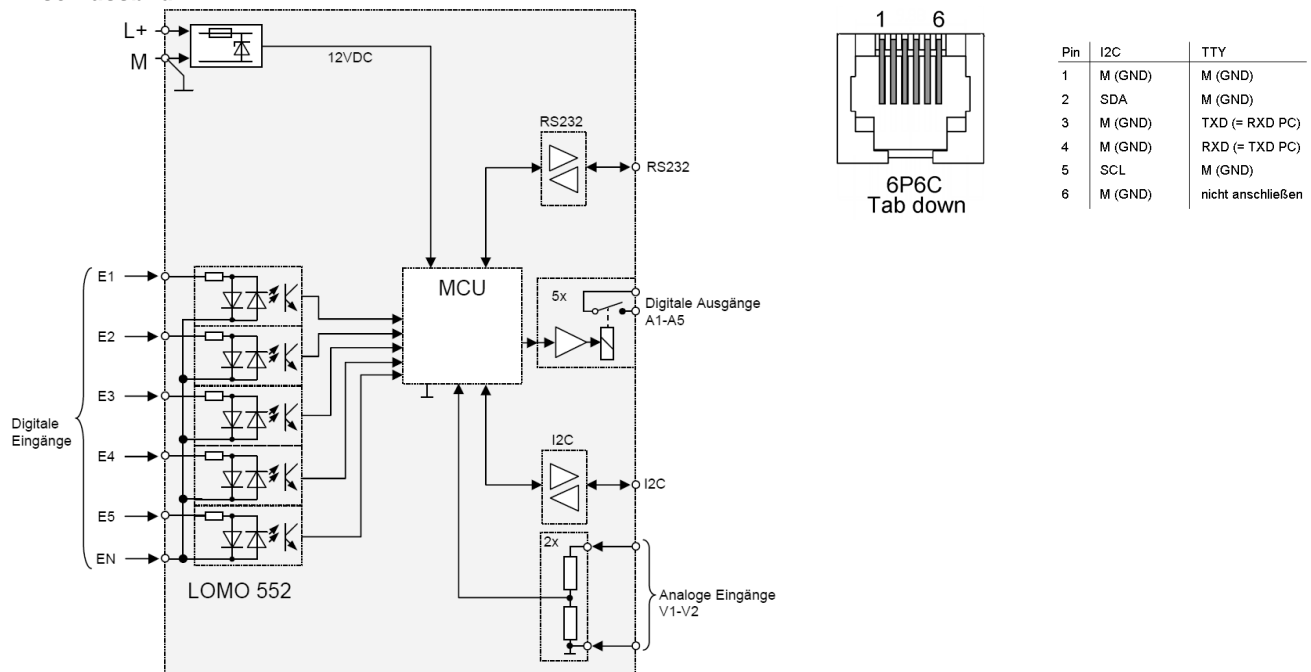 L+
M
12VDC
RS232
RS232
E1
E2
E3
E4
E5
EN
Digitale
Eingänge
MCU
5x
Digitale Ausgänge
A1-A5
I2C
I2C
2x
Analoge Eingänge
V1-V2
LOMO 552
1 6
6P6C
Tab down
Pin I2C TTY
1 M (GND) M (GND)
2 SDA M (GND)
3 M (GND) TXD (= RXD PC)
4 M (GND) RXD (= TXD PC)
5 SCL M (GND)
6 M (GND) nicht anschließen